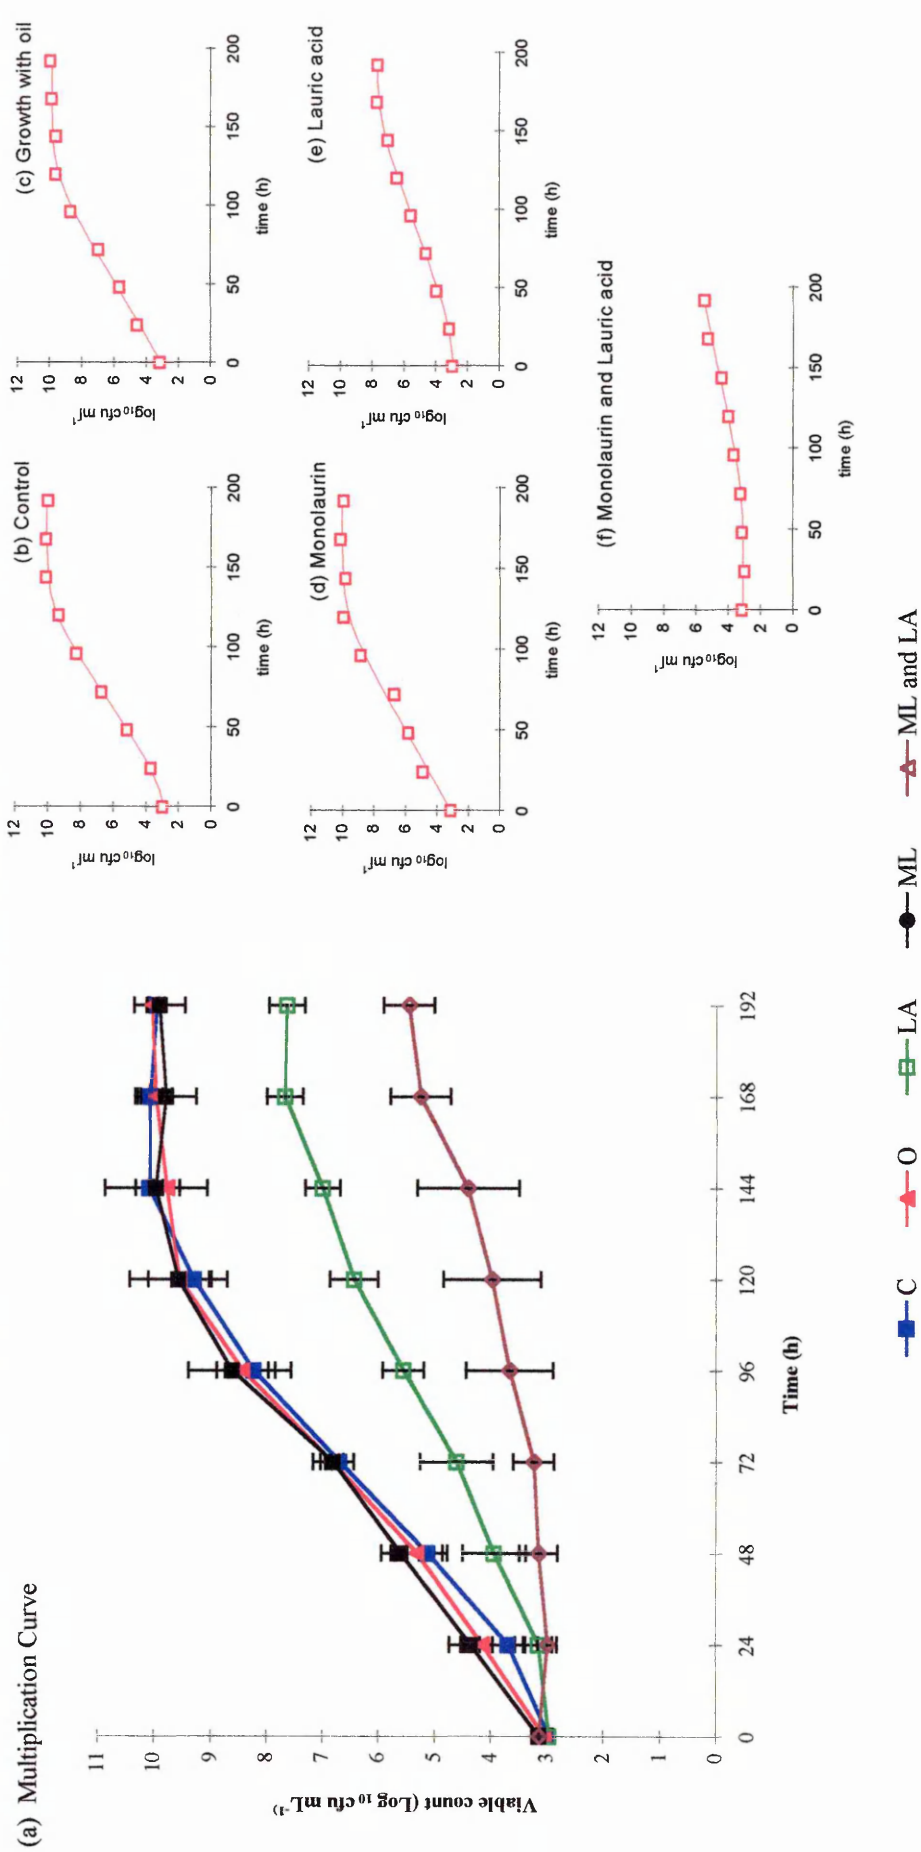 (a) Multiplication Curve
11
10
9
8
7
6
5
4
3
2
1
0
Viable count (Log 10 cfu mL -1)
0 24 48 72 96 120 144 168 192
Time (h)
C O LA ML ML and LA
(b) Control
12
10
8
6
4
2
0
log10 cfu ml-1
0 50 100 150 200
time (h)
(c) Growth with oil
12
10
8
6
4
2
0
log10 cfu ml-1
0 50 100 150 200
time (h)
(d) Monolaurin
12
10
8
6
4
2
0
log10 cfu ml-1
0 50 100 150 200
time (h)
(e) Lauric acid
12
10
8
6
4
2
0
log10 cfu ml-1
0 50 100 150 200
time (h)
(f) Monolaurin and Lauric acid
12
10
8
6
4
2
0
log10 cfu ml-1
0 50 100 150 200
time (h)